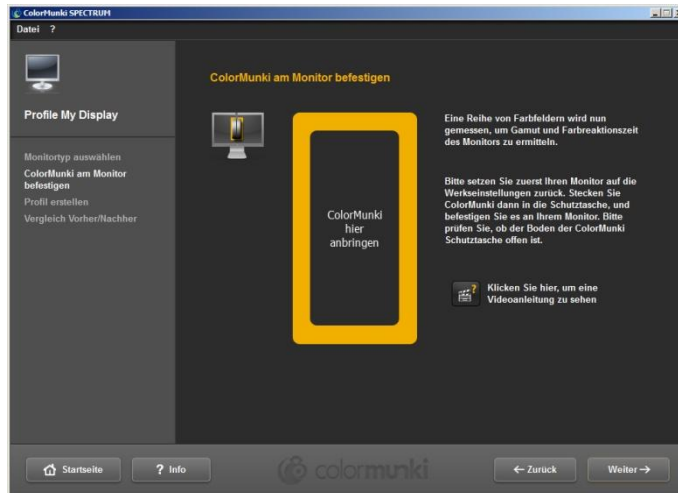 ColorMunki SPECTRUM
Datei ?
Profile My Display
Monitortyp auswählen
ColorMunki am Monitor
befestigen
Profil erstellen
Vergleich Vorher/Nachher
ColorMunki am Monitor befestigen
ColorMunki
hier
anbringen
Eine Reihe von Farbfeldern wird nun
gemessen, um Gamut und Farbreaktionszeit
des Monitors zu ermitteln.
Bitte setzen Sie zuerst Ihren Monitor auf die
Werkseinstellungen zurück. Stecken Sie
ColorMunki dann in die Schutztasche, und
befestigen Sie es an Ihrem Monitor. Bitte
prüfen Sie, ob der Boden der ColorMunki
Schutztasche offen ist.
?
Klicken Sie hier, um eine
Videoanleitung zu sehen
Startseite
? Info
colormunki
← Zurück
Weiter →